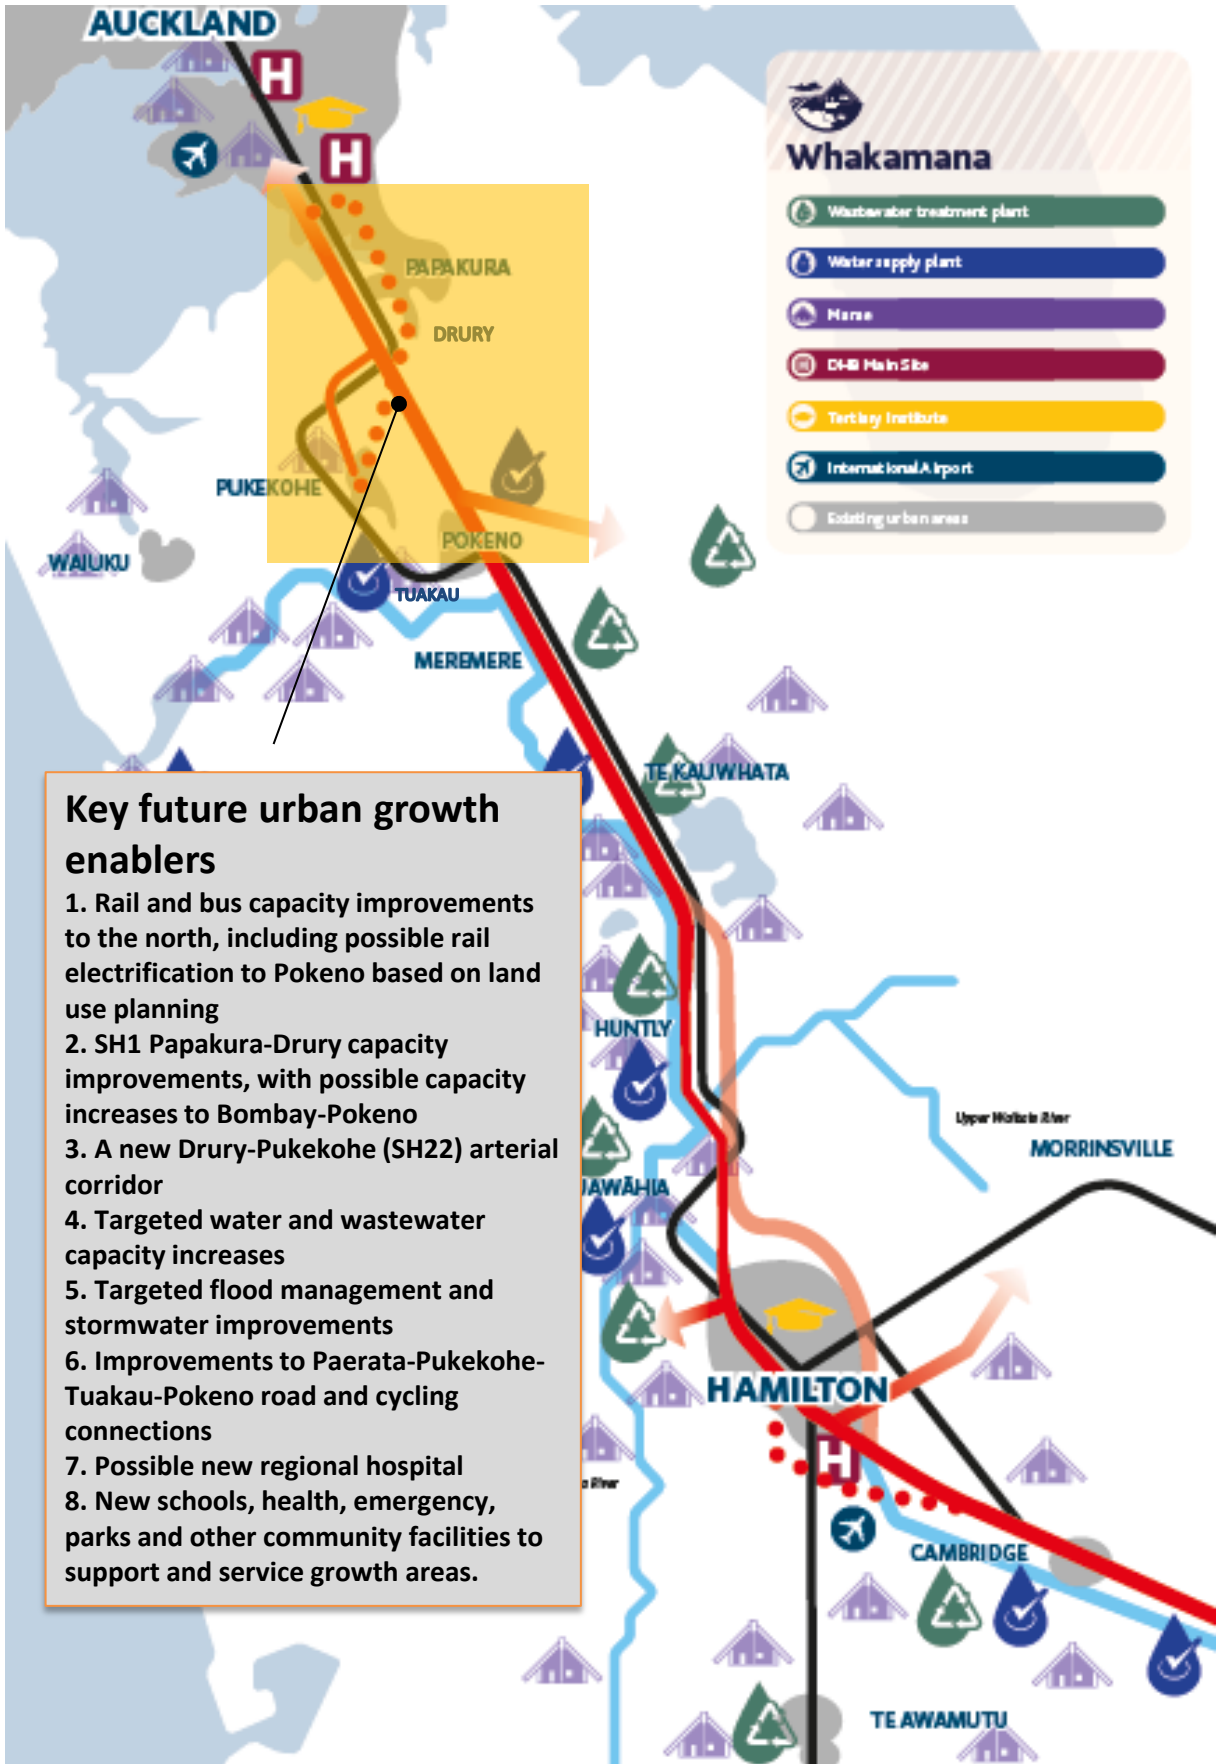 AUCKLAND
H
H
Whakamana
Wastewater treatment plant
Water supply plant
Marae
DHB Main Site
Tertiary Institute
International Airport
Existing urban areas
PAPAKURA
DRURY
PUKEKOHE
POKENO
WAIUKU
TUAKAU
MEREMERE
TE KAUWHATA
Key future urban growth
enablers
1. Rail and bus capacity improvements
to the north, including possible rail
electrification to Pokeno based on land
use planning
2. SH1 Papakura-Drury capacity
improvements, with possible capacity
increases to Bombay-Pokeno
3. A new Drury-Pukekohe (SH22) arterial
corridor
4. Targeted water and wastewater
capacity increases
5. Targeted flood management and
stormwater improvements
6. Improvements to Paerata-Pukekohe-
Tuakau-Pokeno road and cycling
connections
7. Possible new regional hospital
8. New schools, health, emergency,
parks and other community facilities to
support and service growth areas.
HUNTLY
Upper Waikato River
MORRINSVILLE
UAWĀHIA
HAMILTON
H
River
CAMBRIDGE
TE AWAMUTU